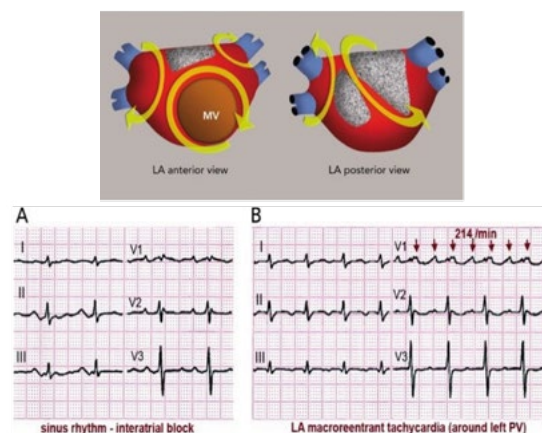 MV
LA anterior view
LA posterior view
A
B
I
V1
II
V2
III
V3
I
V1
214 /min
II
V2
III
V3
sinus rhythm - interatrial block
LA macroreentrant tachycardia (around left PV)